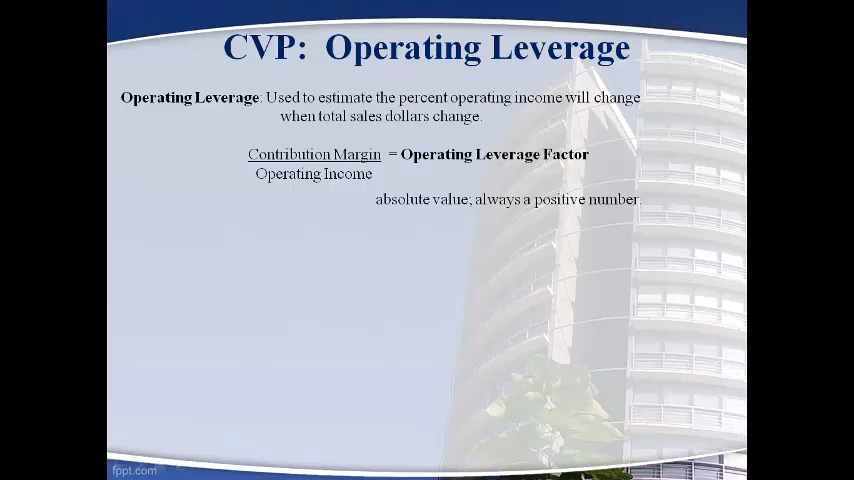 CVP: Operating Leverage
Operating Leverage: Used to estimate the percent operating income will change
when total sales dollars change.
Contribution Margin = Operating Leverage Factor
Operating Income
absolute value; always a positive number.
fppt.com